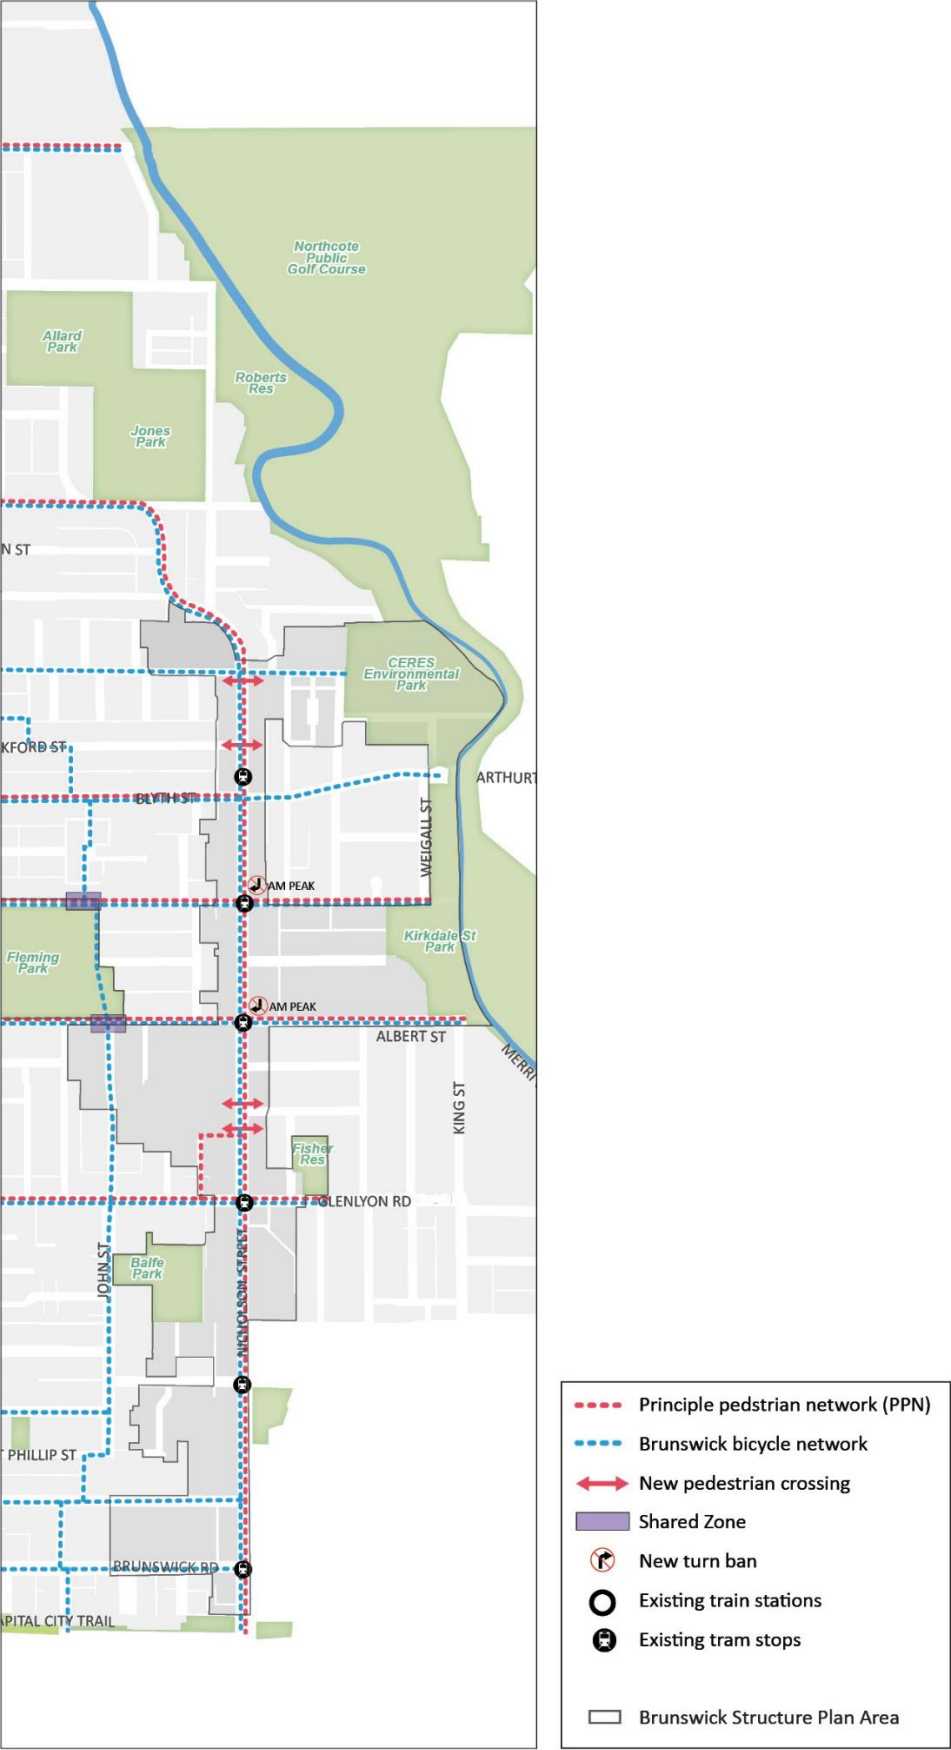 Northcote
Public
Golf Course
Allard
Park
Roberts
Res
Jones
Park
N ST
CERES
Environmental
Park
KFORD ST
ARTHURT
BLYTH ST
WEIGALL ST
AM PEAK
Kirkdale St
Park
Fleming
Park
AM PEAK
ALBERT ST
MERRI
KING ST
Fisher
Res
GLENLYON RD
JOHN ST
Balfe
Park
NICHOLSON STREET
T PHILLIP ST
BRUNSWICK RD
APITAL CITY TRAIL
Principle pedstrian network (PPN)
Brunswick bicycle network
New pedestrian crossing
Shared Zone
New turn ban
Existing train stations
Existing tram stops
Brunswick Structure Plan Area